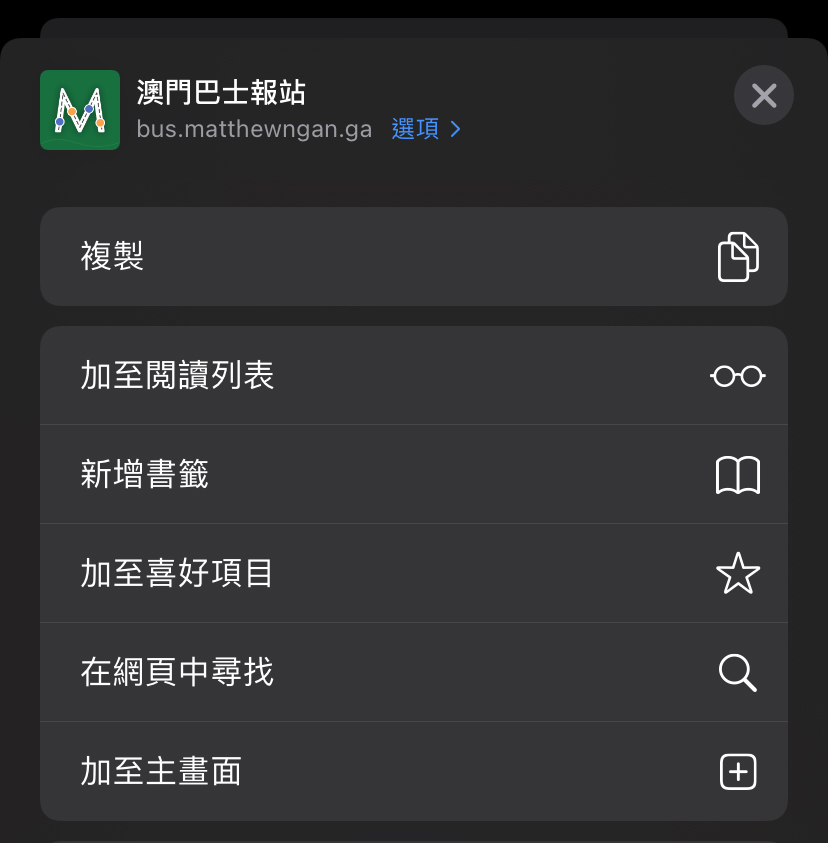 澳門巴士報站
bus.matthewngan.ga 選項
複製
加至閲讀列表
新增書籤
加至喜好項目
在網頁中尋找
加至主畫面